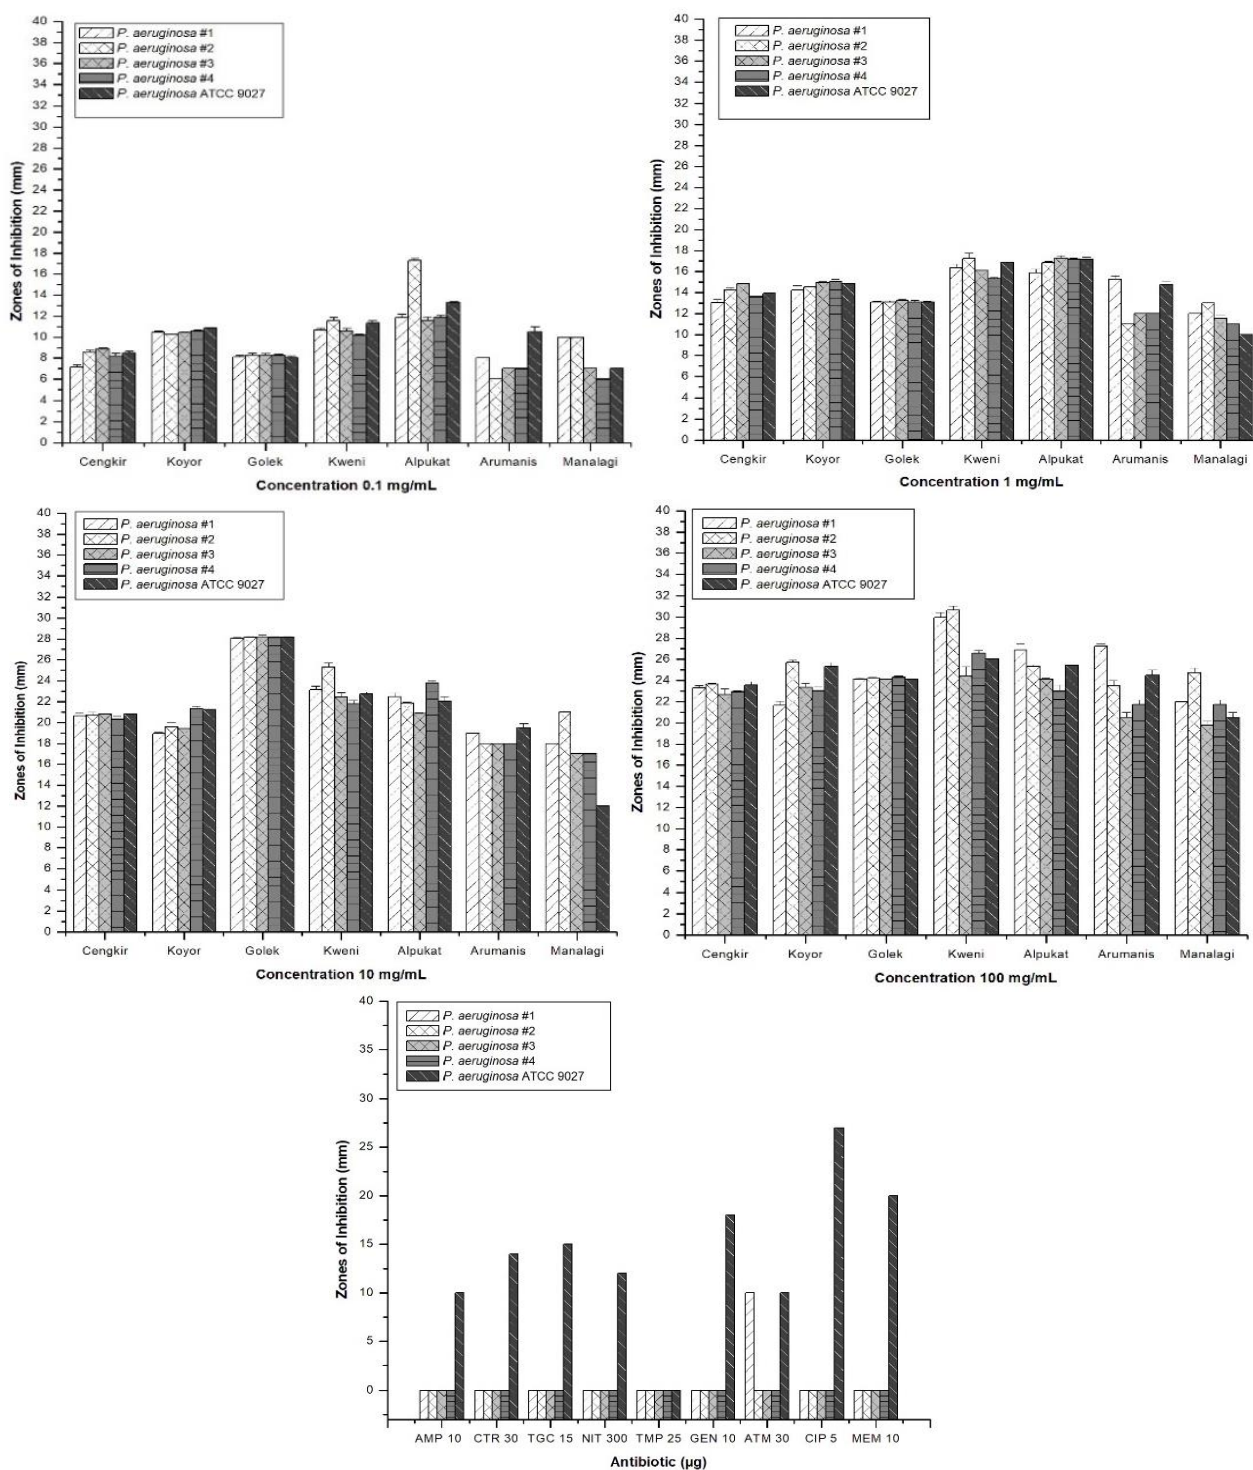 P. aeruginosa #1
P. aeruginosa #2
P. aeruginosa #3
P. aeruginosa #4
P. aeruginosa ATCC 9027
40
38
36
34
32
30
28
26
24
22
20
18
16
14
12
10
8
6
4
2
0
Zones of Inhibition (mm)
Cengkir Koyor Golek Kweni Alpukat Arumanis Manalagi
Concentration 0.1 mg/mL
P. aeruginosa #1
P. aeruginosa #2
P. aeruginosa #3
P. aeruginosa #4
P. aeruginosa ATCC 9027
40
38
36
34
32
30
28
26
24
22
20
18
16
14
12
10
8
6
4
2
0
Zones of Inhibition (mm)
Cengkir Koyor Golek Kweni Alpukat Arumanis Manalagi
Concentration 1 mg/mL
P. aeruginosa #1
P. aeruginosa #2
P. aeruginosa #3
P. aeruginosa #4
P. aeruginosa ATCC 9027
40
38
36
34
32
30
28
26
24
22
20
18
16
14
12
10
8
6
4
2
0
Zones of Inhibition (mm)
Cengkir Koyor Golek Kweni Alpukat Arumanis Manalagi
Concentration 10 mg/mL
P. aeruginosa #1
P. aeruginosa #2
P. aeruginosa #3
P. aeruginosa #4
P. aeruginosa ATCC 9027
40
38
36
34
32
30
28
26
24
22
20
18
16
14
12
10
8
6
4
2
0
Zones of Inhibition (mm)
Cengkir Koyor Golek Kweni Alpukat Arumanis Manalagi
Concentration 100 mg/mL
P. aeruginosa #1
P. aeruginosa #2
P. aeruginosa #3
P. aeruginosa #4
P. aeruginosa ATCC 9027
40
35
30
25
20
15
10
5
0
Zones of Inhibition (mm)
AMP 10 CTR 30 TGC 15 NIT 300 TMP 25 GEN 10 ATM 30 CIP 5 MEM 10
Antibiotic (µg)